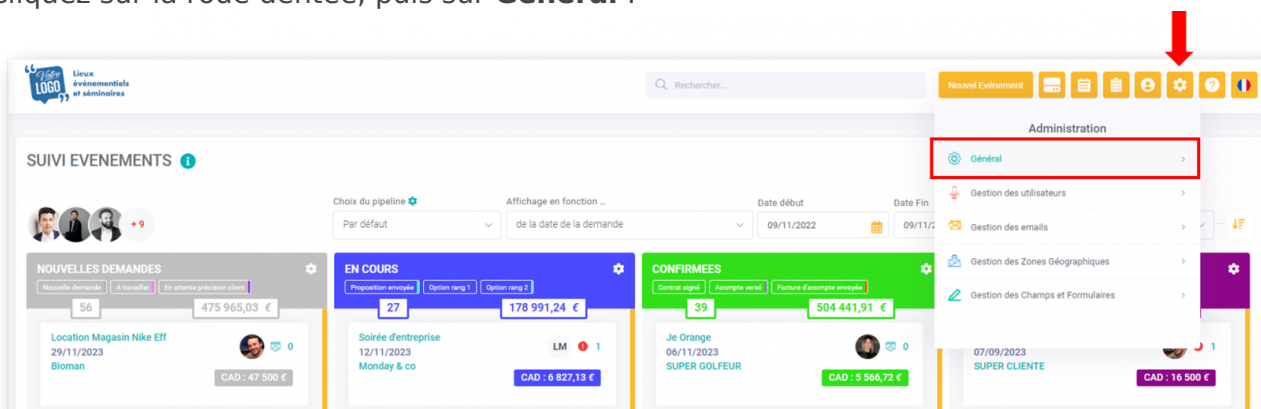 Cliquez sur la roue dentée, puis sur Général :
Votre
LOGO
Lieux
événementiels
et séminaires
Rechercher...
Nouvel Evénement
Administration
Général
Gestion des utilisateurs
Gestion des emails
Gestion des Zones Géographiques
Gestion des Champs et Formulaires
SUIVI EVENEMENTS
+ 9
Choix du pipeline
Par défaut
Affichage en fonction ...
de la date de la demande
Date début
09/11/2022
Date Fin
09/11/2
NOUVELLES DEMANDES
Nouvelle demande A travailler En attente précision client
56 475 965,03 €
Location Magasin Nike Eff
29/11/2023
Bioman
0
CAD : 47 500 €
EN COURS
Proposition envoyée Option rang 1 Option rang 2
27 178 991,24 €
Soirée d'entreprise
12/11/2023
Monday & co
LM 1
CAD : 6 827,13 €
CONFIRMEES
Contrat signé Acompte versé Facture d'acompte envoyée
39 504 441,91 €
Je Orange
06/11/2023
SUPER GOLFEUR
0
CAD : 5 566,72 €
07/09/2023
SUPER CLIENTE
1
CAD : 16 500 €